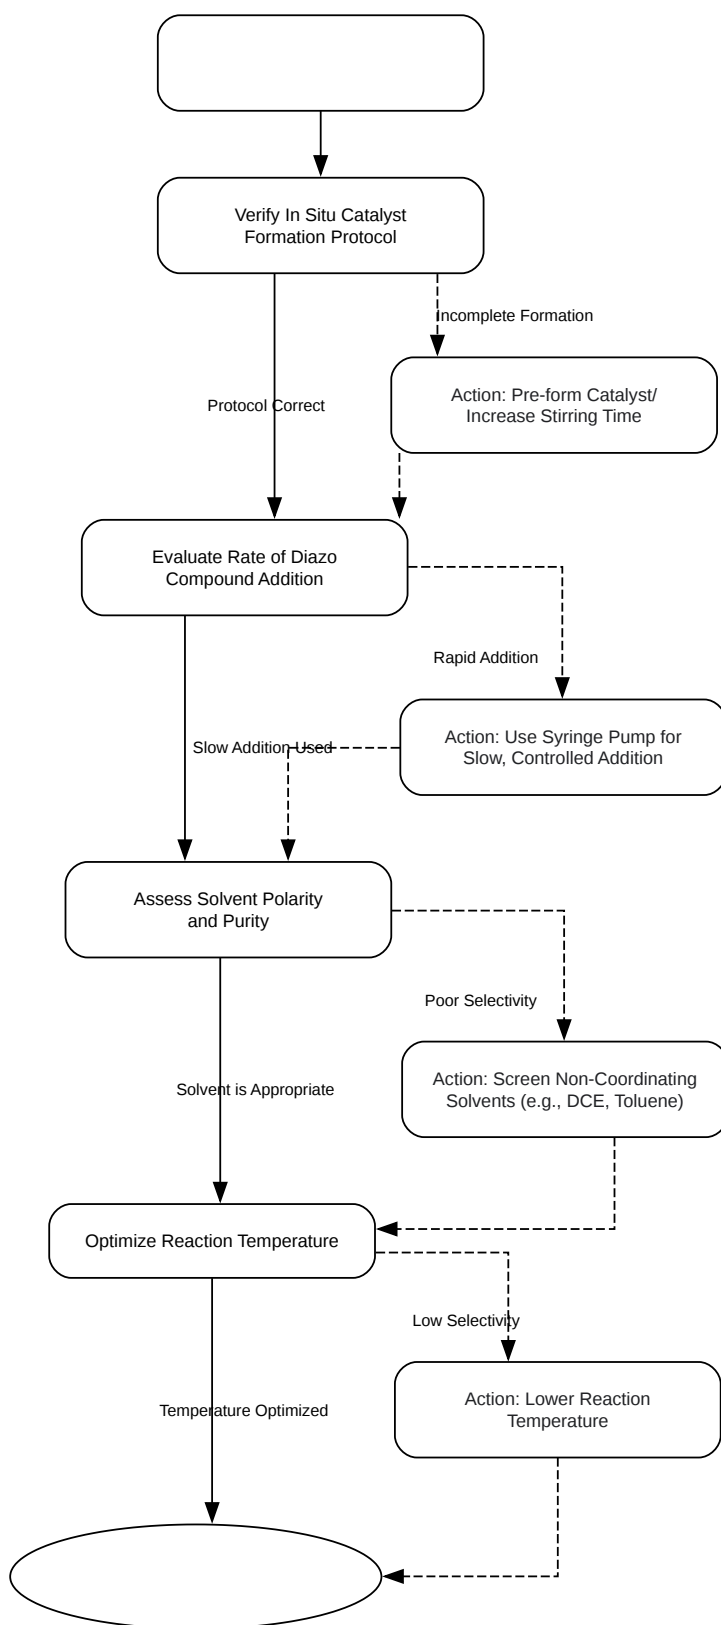 Verify In Situ Catalyst
Formation Protocol
Incomplete Formation
Action: Pre-form Catalyst/
Increase Stirring Time
Protocol Correct
Evaluate Rate of Diazo
Compound Addition
Rapid Addition
Action: Use Syringe Pump for
Slow, Controlled Addition
Slow Addition Used
Assess Solvent Polarity
and Purity
Poor Selectivity
Action: Screen Non-Coordinating
Solvents (e.g., DCE, Toluene)
Solvent is Appropriate
Optimize Reaction Temperature
Low Selectivity
Action: Lower Reaction
Temperature
Temperature Optimized